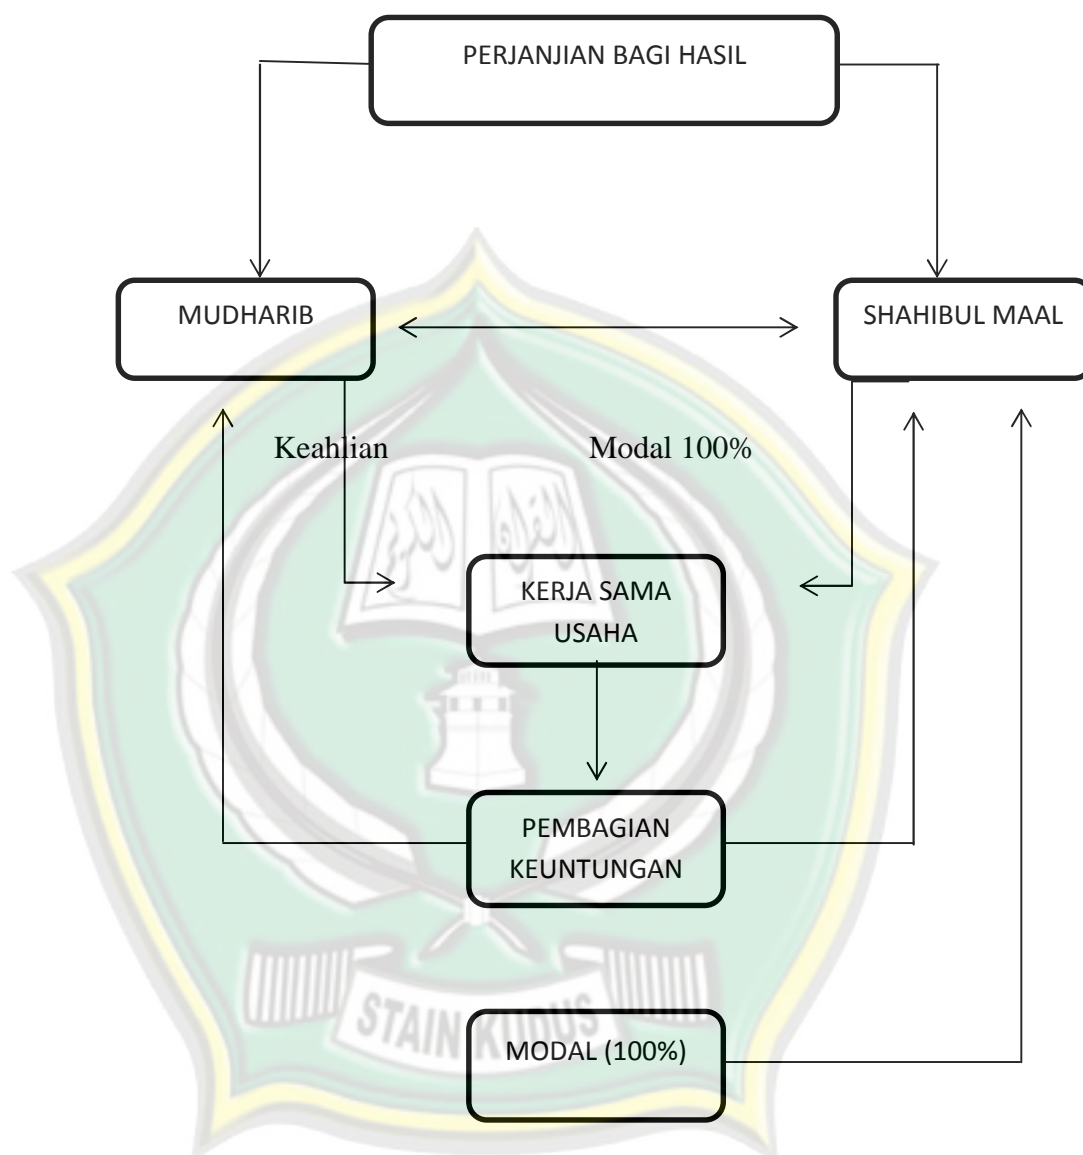 PERJANJIAN BAGI HASIL
MUDHARIB
SHAHIBUL MAAL
Keahlian
Modal 100%
KERJA SAMA
USAHA
PEMBAGIAN
KEUNTUNGAN
STAIN KUDUS
MODAL (100%)